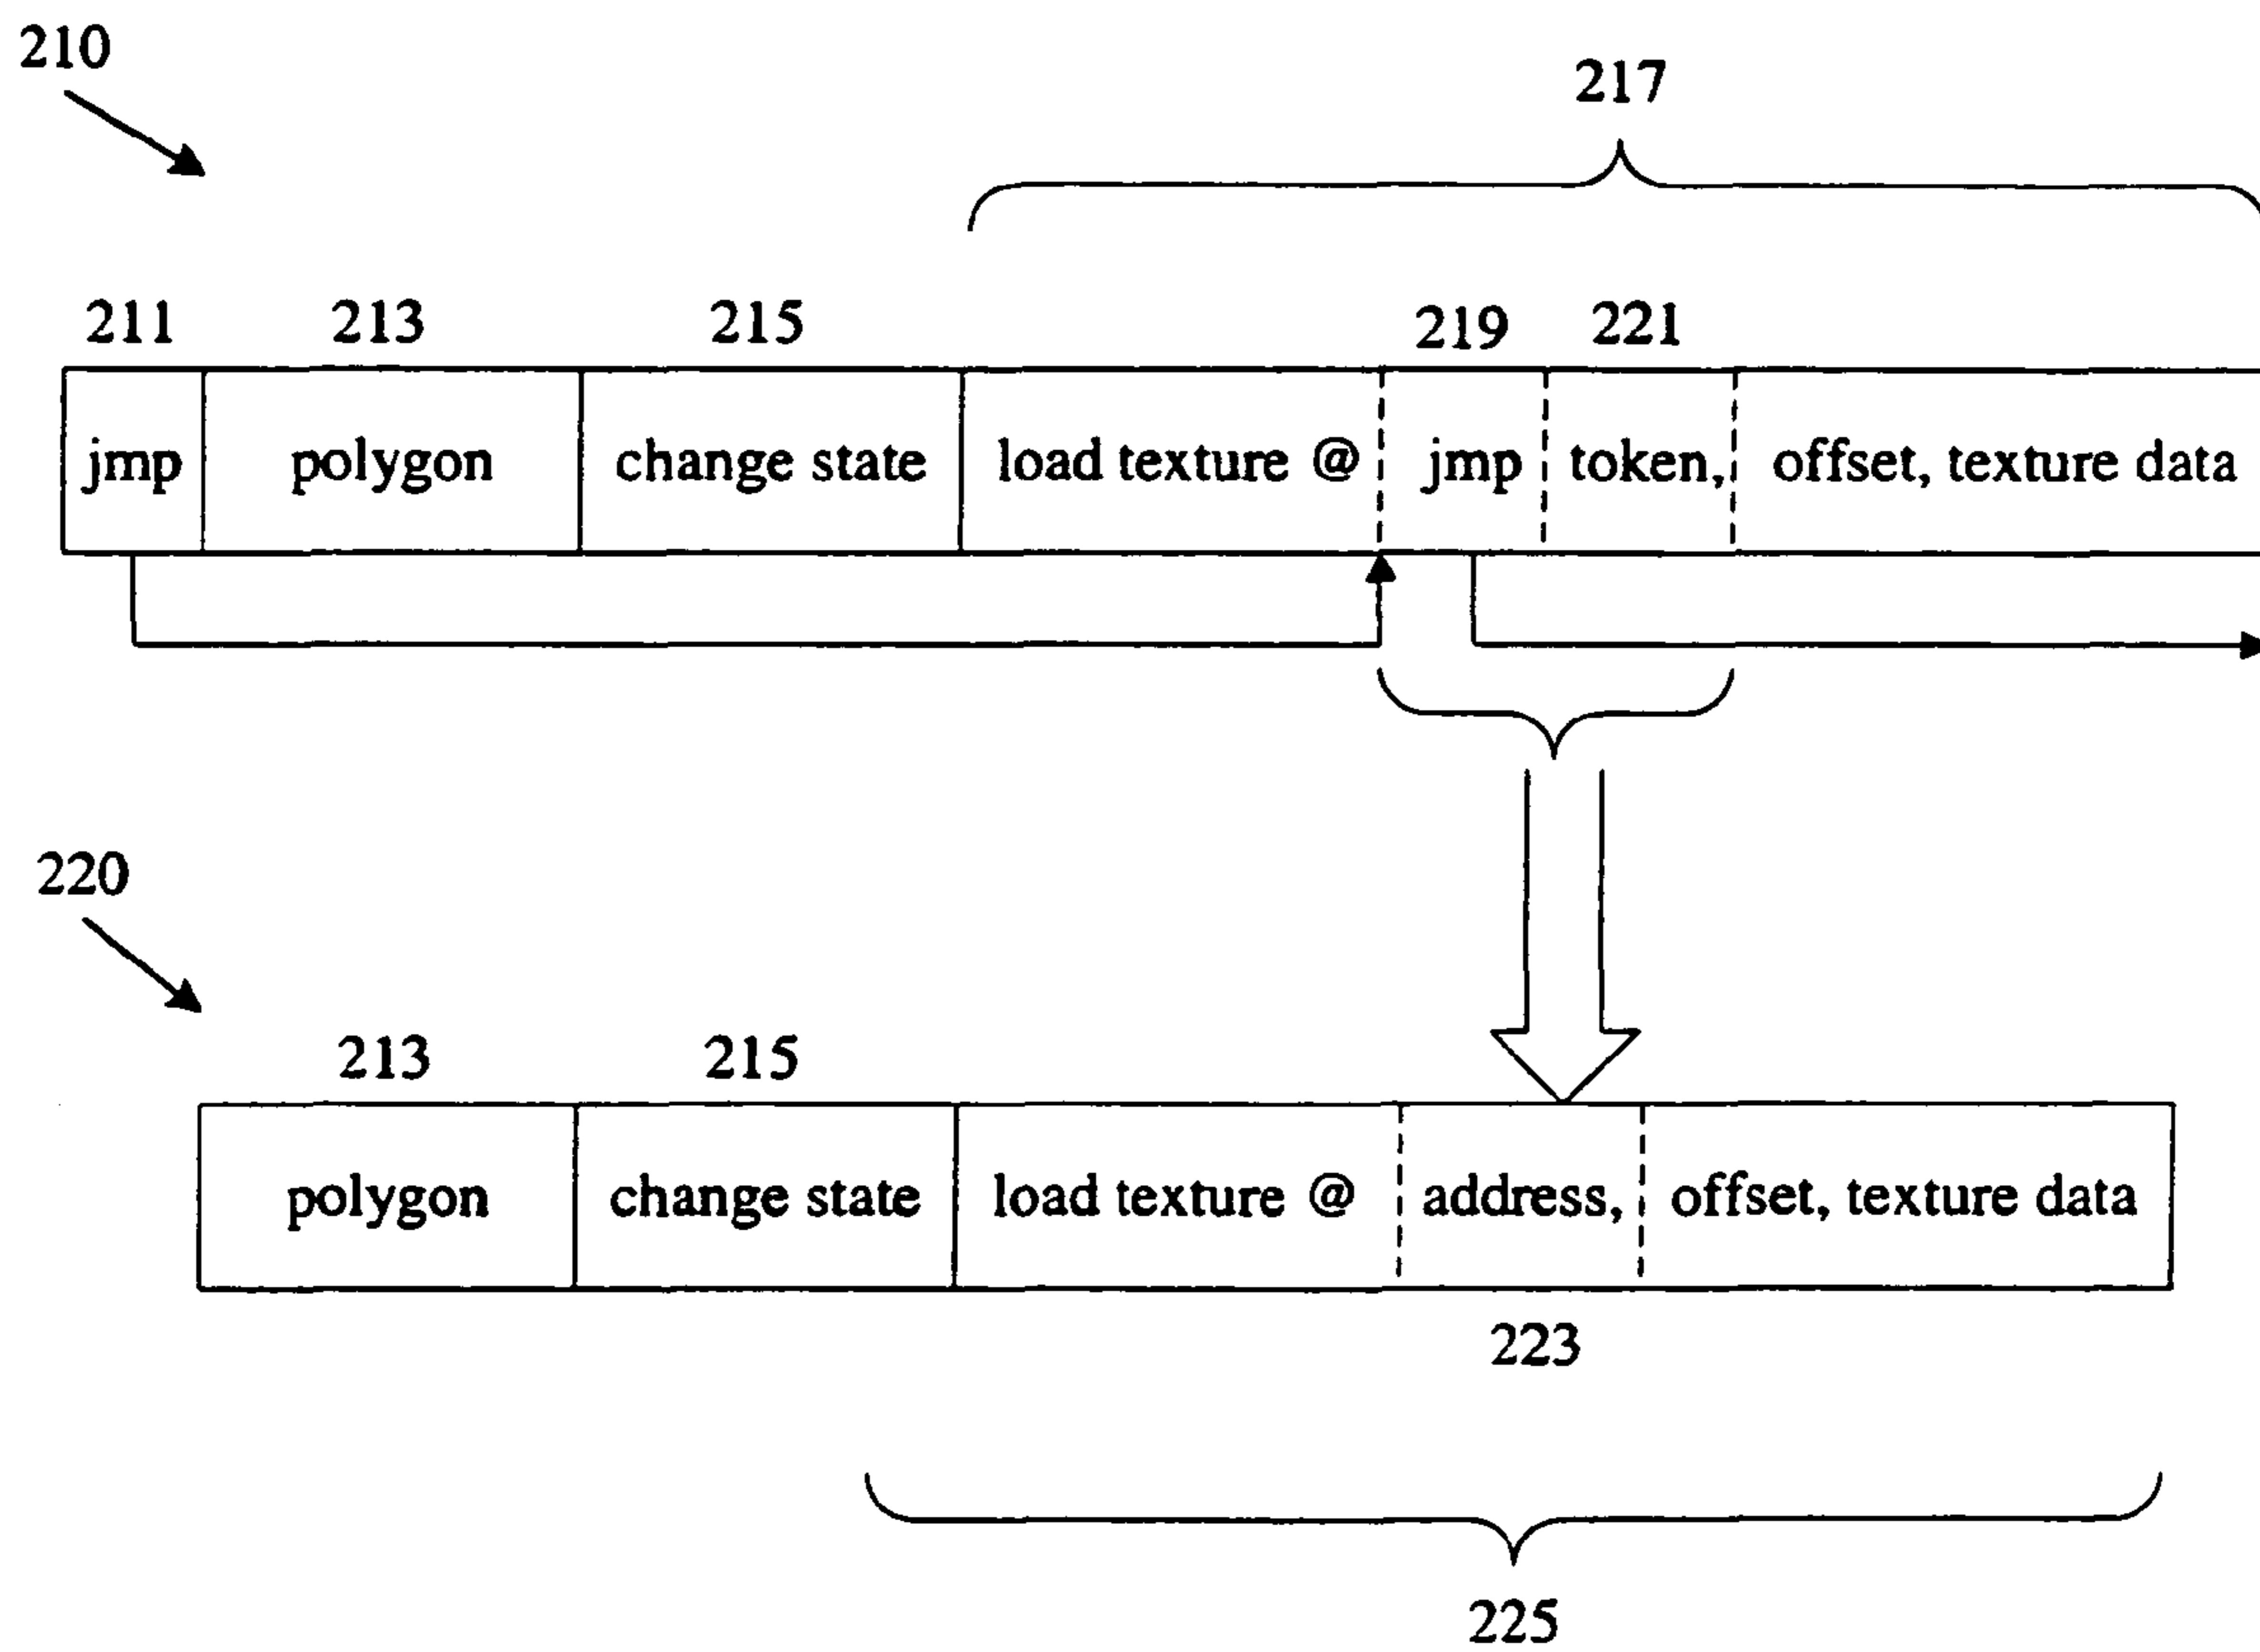 210
217
211 213 215 219 221
jmp polygon change state load texture @ jmp token, offset, texture data
220
213 215
polygon change state load texture @ address, offset, texture data
223
225